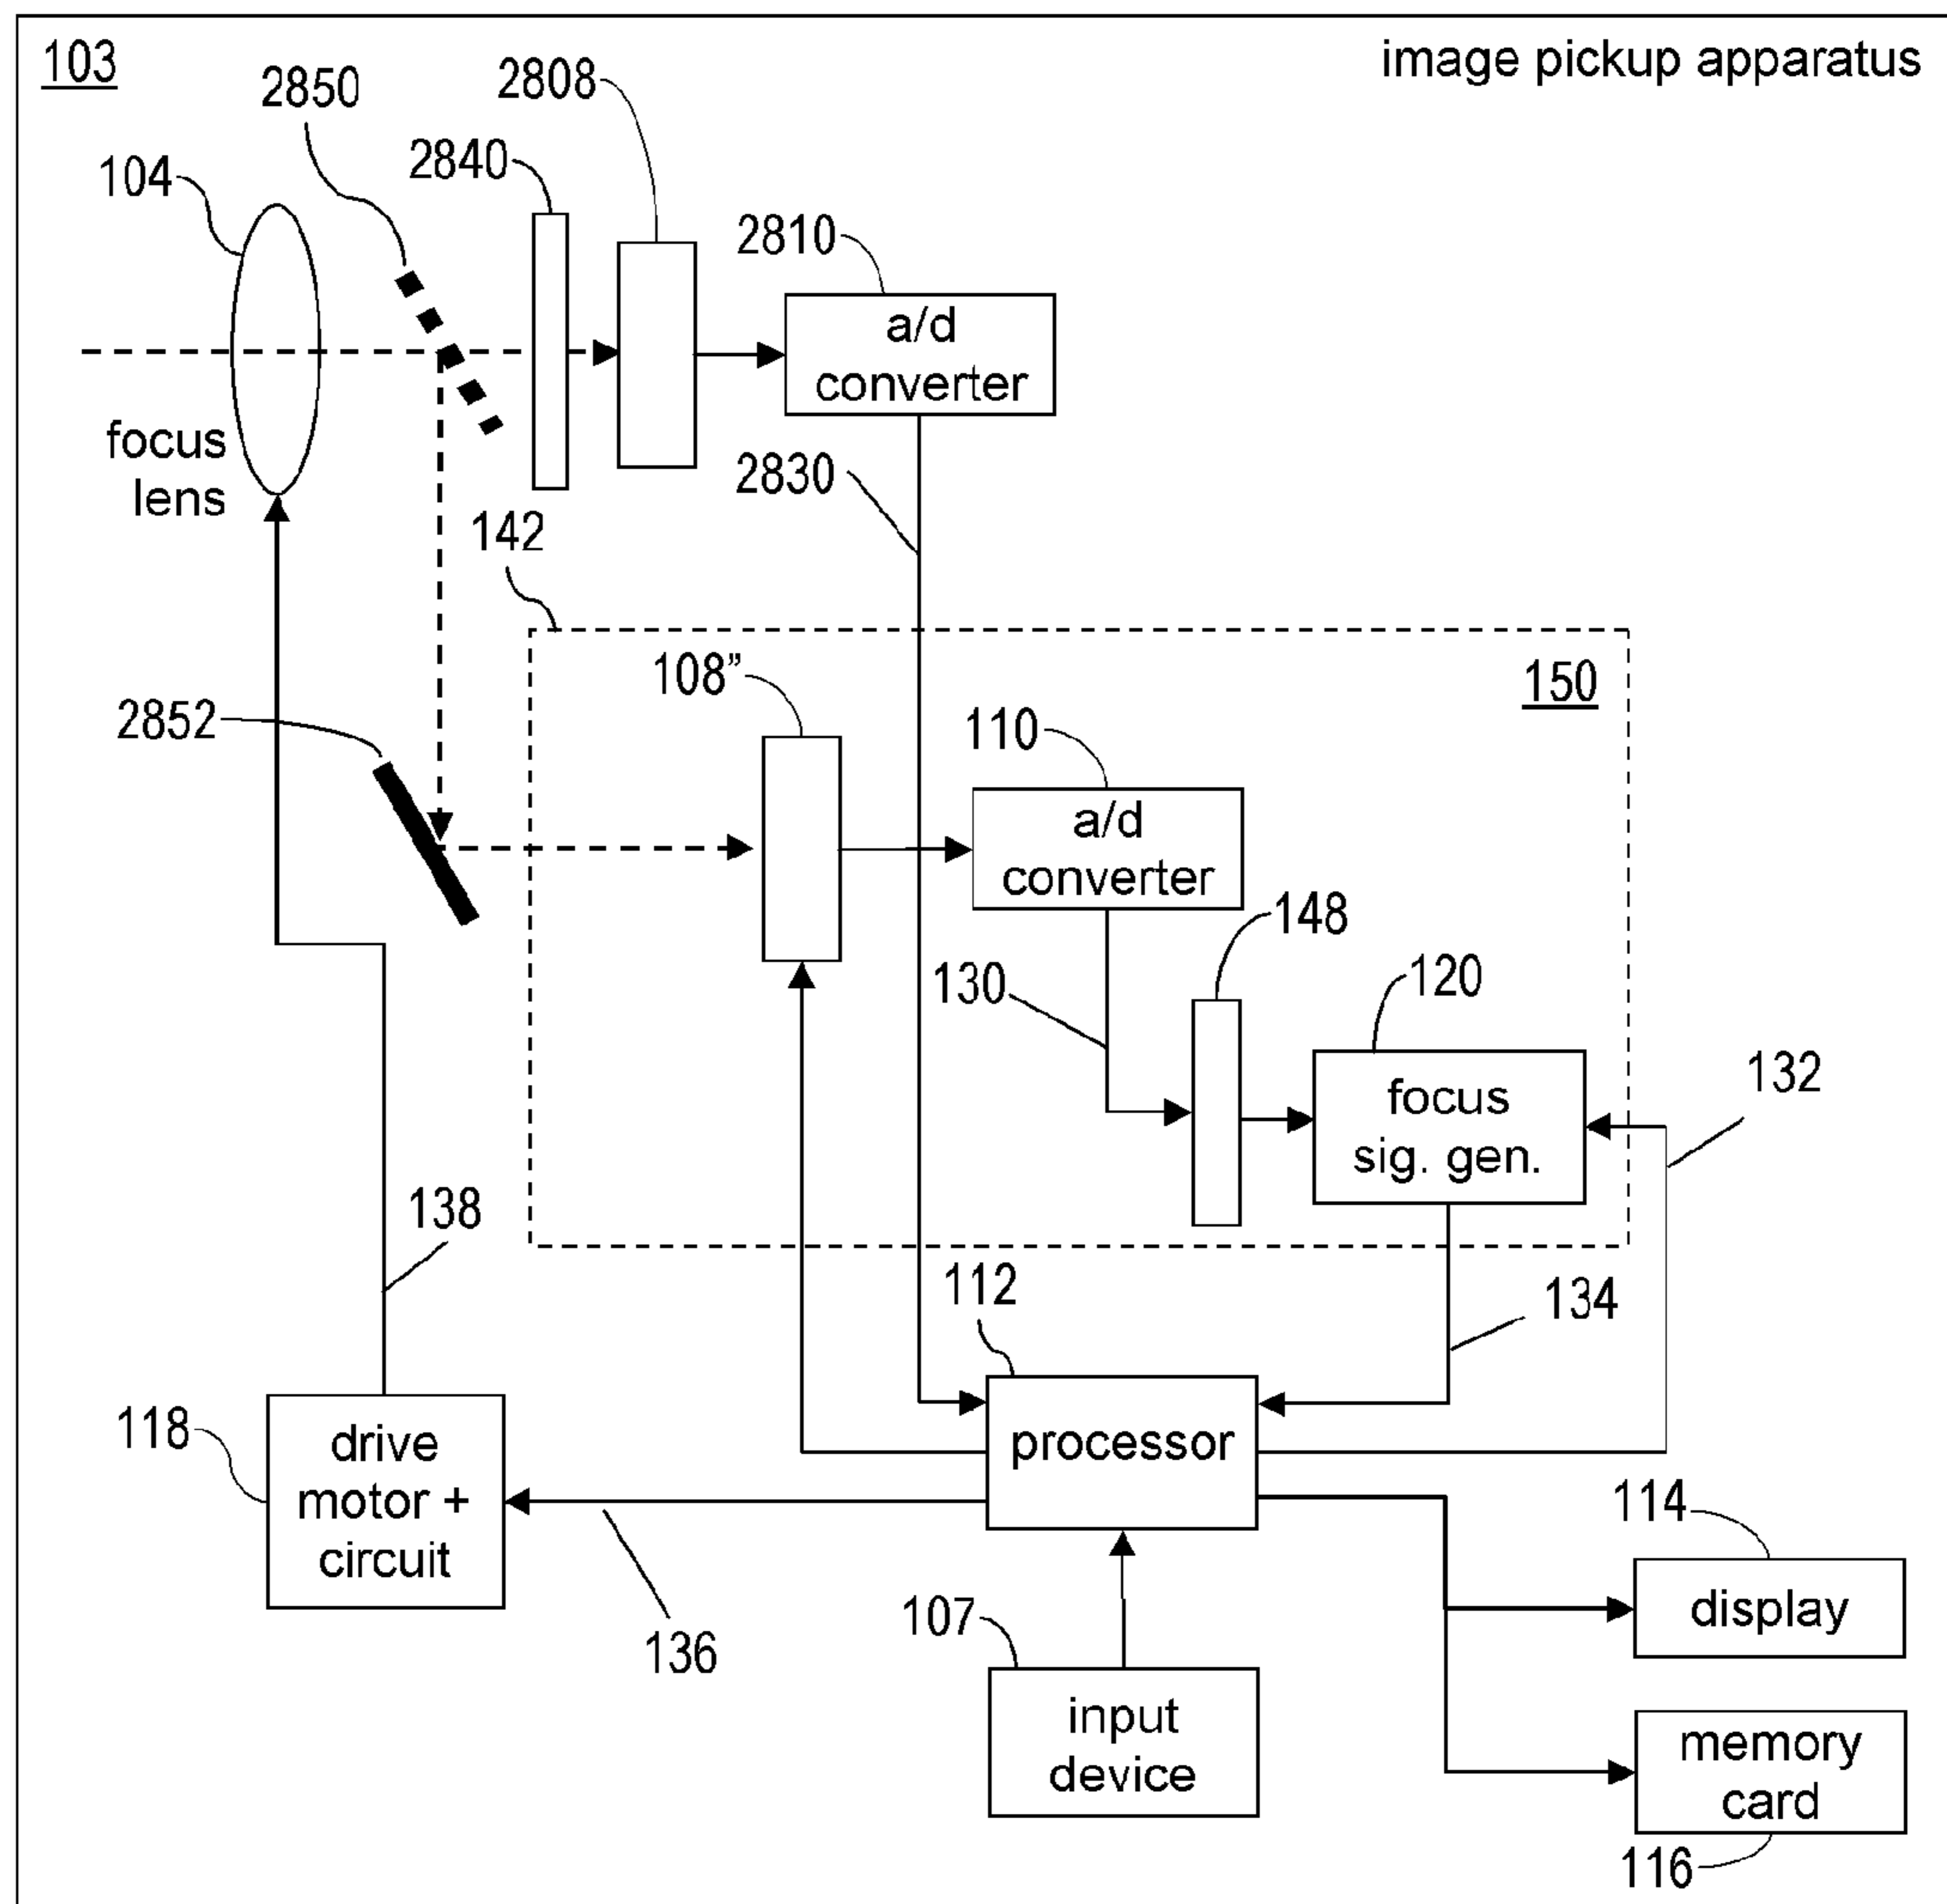 103
image pickup apparatus
2850
2808
2840
104
2810
a/d
converter
focus
lens
2830
142
108”
150
2852
110
a/d
converter
148
130
120
132
focus
sig. gen.
138
112
134
118
drive
motor +
circuit
processor
114
display
107
136
input
device
memory
card
116